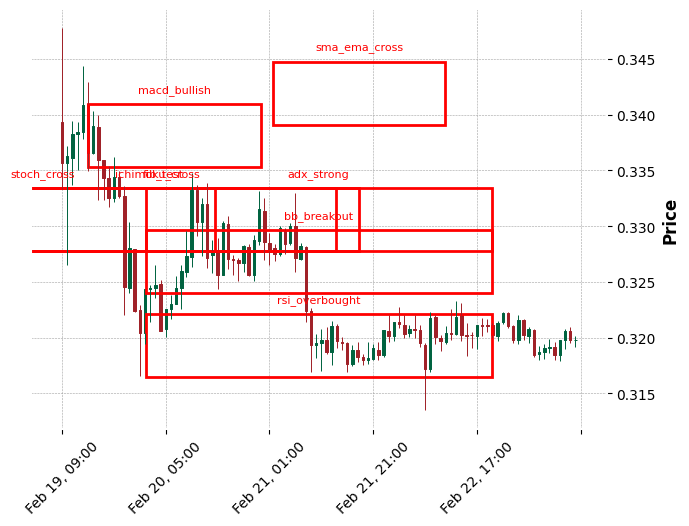 sma_ema_cross
macd_bullish
stoch_cross
adx_strong
bb_breakout
rsi_overbought
0.345
0.340
0.335
0.330
0.325
0.320
0.315
Price
Feb 19, 09:00
Feb 20, 05:00
Feb 21, 01:00
Feb 21, 21:00
Feb 22, 17:00